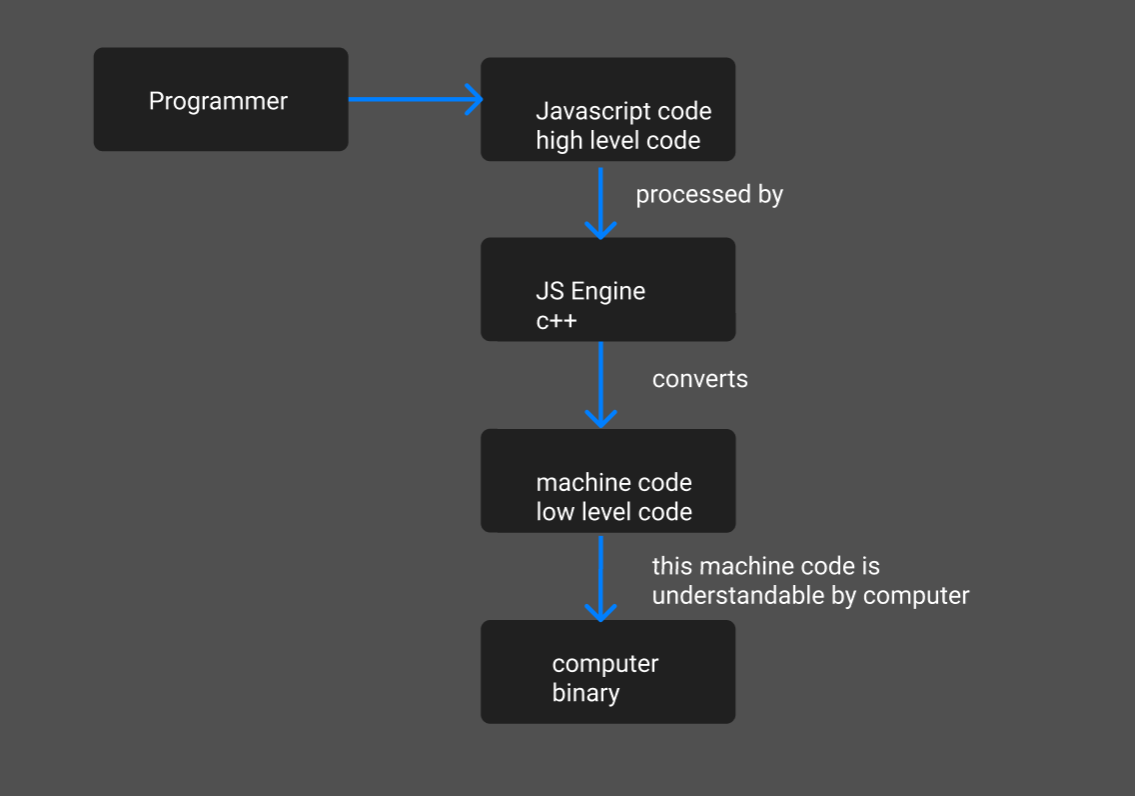 Programmer
Javascript code
high level code
processed by
JS Engine
c++
converts
machine code
low level code
this machine code is
understandable by computer
computer
binary